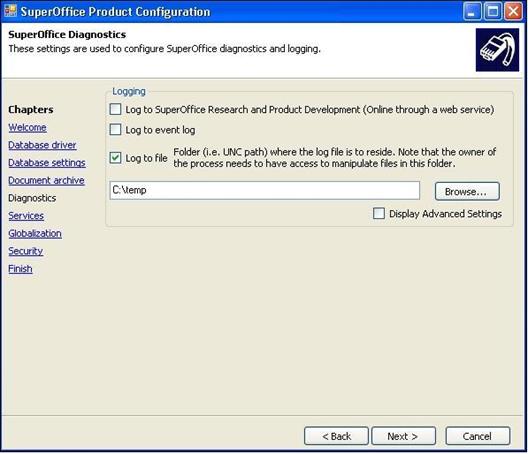 SuperOffice Product Configuration
SuperOffice Diagnostics
These settings are used to configure SuperOffice diagnostics and logging.
Chapters
Welcome
Database driver
Database settings
Document archive
Diagnostics
Services
Globalization
Security
Finish
Logging
Log to SuperOffice Research and Product Development (Online through a web service)
Log to event log
Log to file
Folder (i.e. UNC path) where the log file is to reside. Note that the owner of
the process needs to have access to manipulate files in this folder.
C:\temp
Browse...
Display Advanced Settings
< Back
Next >
Cancel